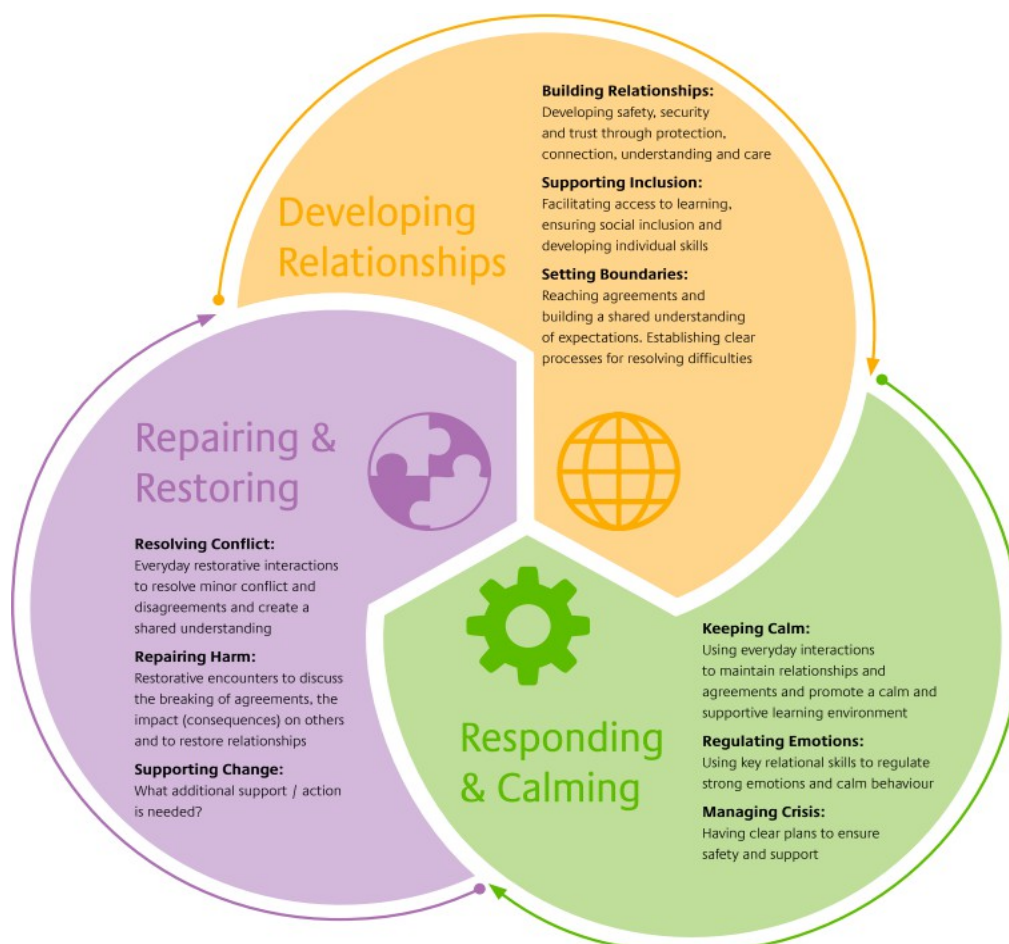 Developing
Relationships
Building Relationships:
Developing safety, security
and trust through protection,
connection, understanding and care
Supporting Inclusion:
Facilitating access to learning,
ensuring social inclusion and
developing individual skills
Setting Boundaries:
Reaching agreements and
building a shared understanding
of expectations. Establishing clear
processes for resolving difficulties
Repairing &
Restoring
Resolving Conflict:
Everyday restorative interactions
to resolve minor conflict and
disagreements and create a
shared understanding
Repairing Harm:
Restorative encounters to discuss
the breaking of agreements, the
impact (consequences) on others
and to restore relationships
Supporting Change:
What additional support / action
is needed?
Responding
& Calming
Keeping Calm:
Using everyday interactions
to maintain relationships and
agreements and promote a calm and
supportive learning environment
Regulating Emotions:
Using key relational skills to regulate
strong emotions and calm behaviour
Managing Crisis:
Having clear plans to ensure
safety and support